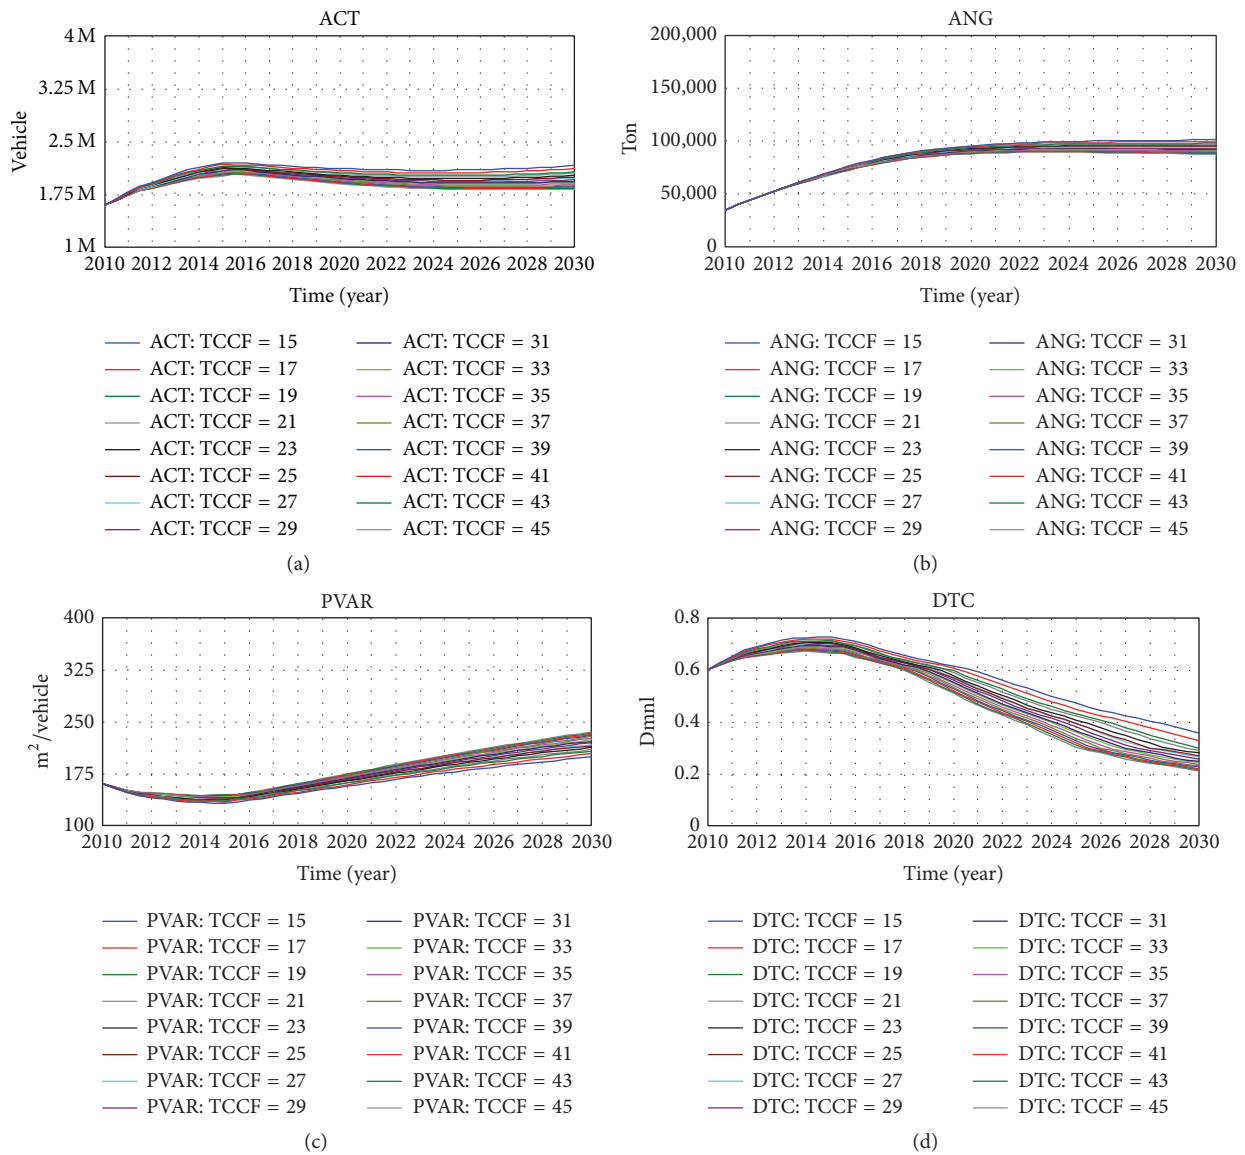 ACT
4 M
3.25 M
2.5 M
1.75 M
1 M
Vehicle
2010 2012 2014 2016 2018 2020 2022 2024 2026 2028 2030
Time (year)
ACT: TCCF = 15
ACT: TCCF = 17
ACT: TCCF = 19
ACT: TCCF = 21
ACT: TCCF = 23
ACT: TCCF = 25
ACT: TCCF = 27
ACT: TCCF = 29
ACT: TCCF = 31
ACT: TCCF = 33
ACT: TCCF = 35
ACT: TCCF = 37
ACT: TCCF = 39
ACT: TCCF = 41
ACT: TCCF = 43
ACT: TCCF = 45
(a)
ANG
200,000
150,000
100,000
50,000
0
Ton
2010 2012 2014 2016 2018 2020 2022 2024 2026 2028 2030
Time (year)
ANG: TCCF = 15
ANG: TCCF = 17
ANG: TCCF = 19
ANG: TCCF = 21
ANG: TCCF = 23
ANG: TCCF = 25
ANG: TCCF = 27
ANG: TCCF = 29
ANG: TCCF = 31
ANG: TCCF = 33
ANG: TCCF = 35
ANG: TCCF = 37
ANG: TCCF = 39
ANG: TCCF = 41
ANG: TCCF = 43
ANG: TCCF = 45
(b)
PVAR
400
325
250
175
100
m²/vehicle
2010 2012 2014 2016 2018 2020 2022 2024 2026 2028 2030
Time (year)
PVAR: TCCF = 15
PVAR: TCCF = 17
PVAR: TCCF = 19
PVAR: TCCF = 21
PVAR: TCCF = 23
PVAR: TCCF = 25
PVAR: TCCF = 27
PVAR: TCCF = 29
PVAR: TCCF = 31
PVAR: TCCF = 33
PVAR: TCCF = 35
PVAR: TCCF = 37
PVAR: TCCF = 39
PVAR: TCCF = 41
PVAR: TCCF = 43
PVAR: TCCF = 45
(c)
DTC
0.8
0.6
0.4
0.2
0
Dmnl
2010 2012 2014 2016 2018 2020 2022 2024 2026 2028 2030
Time (year)
DTC: TCCF = 15
DTC: TCCF = 17
DTC: TCCF = 19
DTC: TCCF = 21
DTC: TCCF = 23
DTC: TCCF = 25
DTC: TCCF = 27
DTC: TCCF = 29
DTC: TCCF = 31
DTC: TCCF = 33
DTC: TCCF = 35
DTC: TCCF = 37
DTC: TCCF = 39
DTC: TCCF = 41
DTC: TCCF = 43
DTC: TCCF = 45
(d)